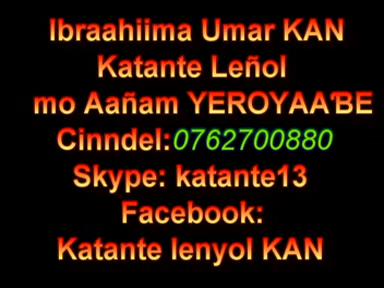 Ibraahiima Umar KAN
Katante Leñol
mo Aañam YEROYAAƁE
Cinndel:0762700880
Skype: katante13
Facebook:
Katante lenyol KAN